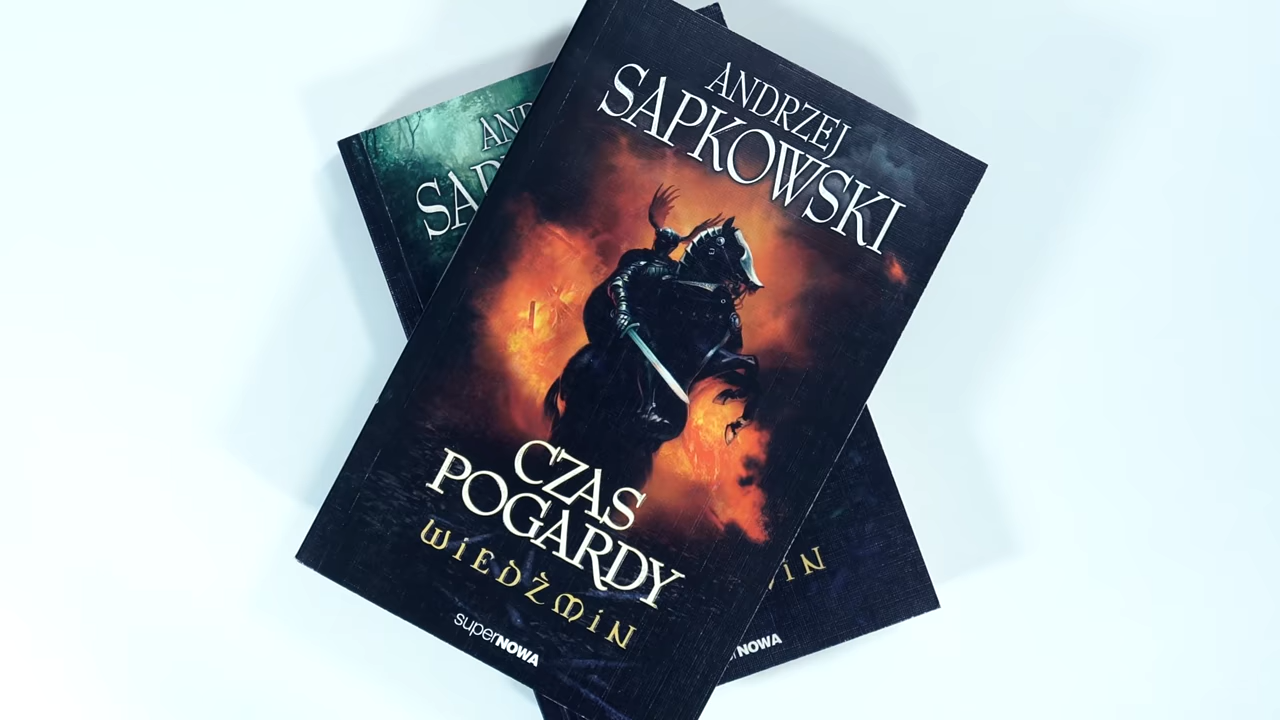 ANDRZEJ
SAPKOWSKI
CZAS
POGARDY
WIEDŹMIN
superNOWA